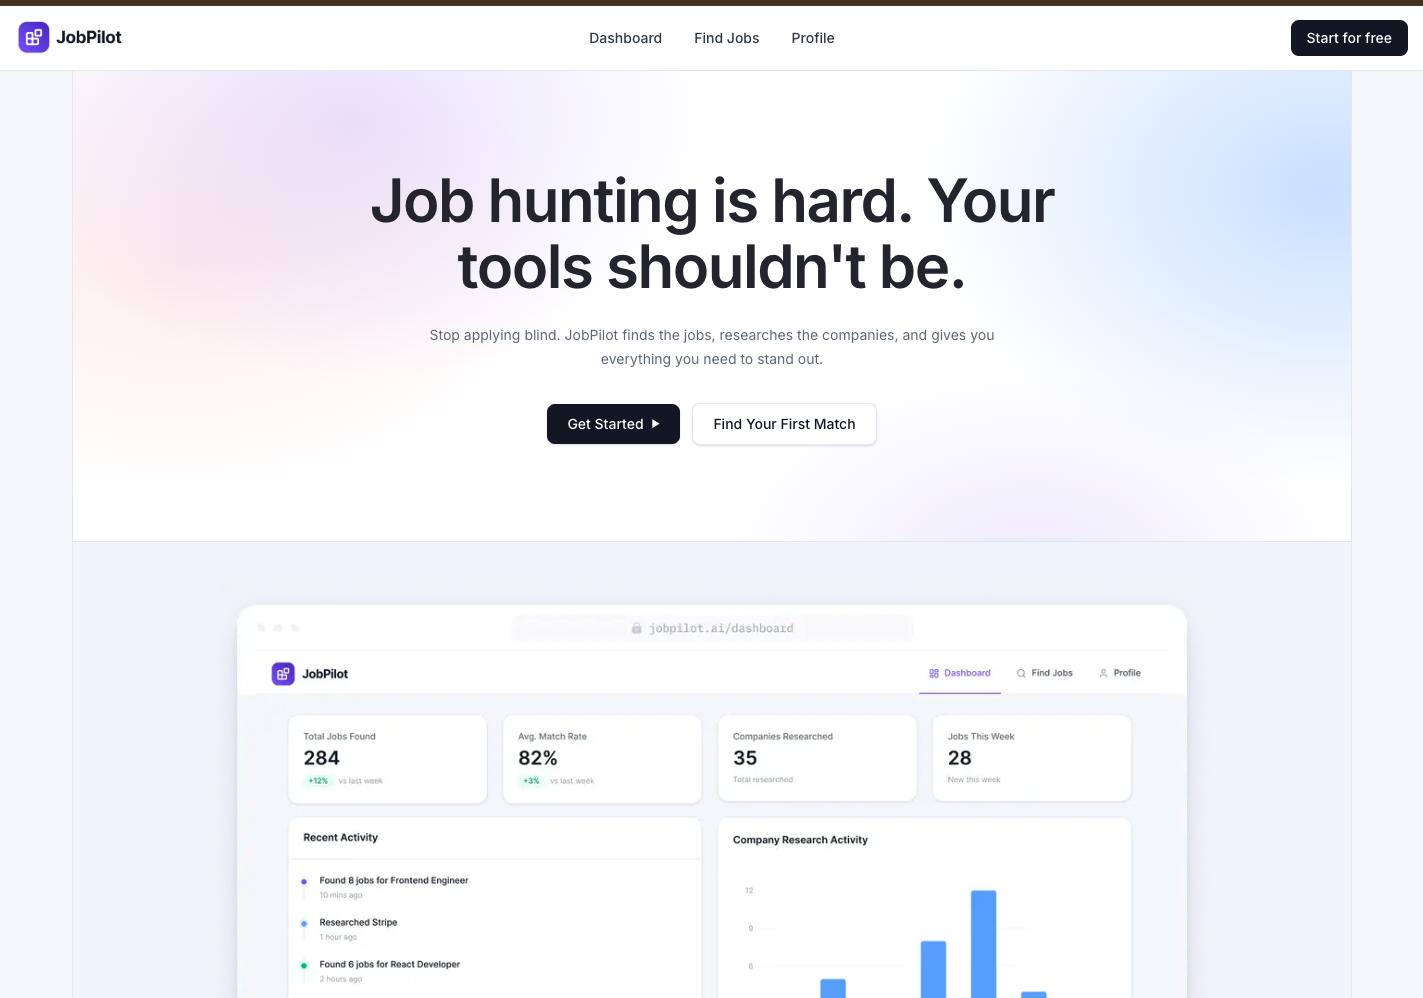 JobPilot
Dashboard
Find Jobs
Profile
Start for free
Job hunting is hard. Your
tools shouldn't be.
Stop applying blind. JobPilot finds the jobs, researches the companies, and gives you
everything you need to stand out.
Get Started
Find Your First Match
jobpilot.ai/dashboard
JobPilot
Dashboard
Find Jobs
Profile
Total Jobs Found
284
+12% vs last week
Avg. Match Rate
82%
+3% vs last week
Companies Researched
35
Total researched
Jobs This Week
28
New this week
Recent Activity
Found 8 jobs for Frontend Engineer
10 mins ago
Researched Stripe
1 hour ago
Found 6 jobs for React Developer
2 hours ago
Company Research Activity
12
9
6